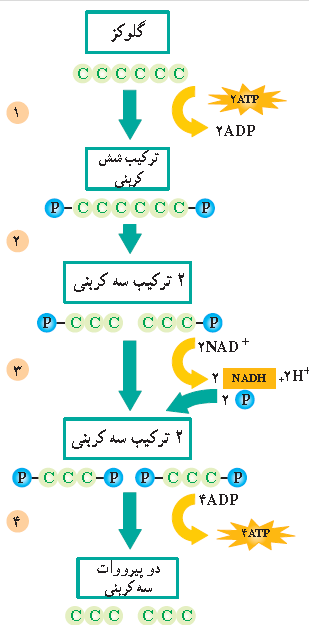 گلوکز
C C C C C C
۱
۲ATP
۲ADP
ترکیب شش
کربنی
P C C C C C C P
۲
۲ ترکیب سه کربنی
P C C C C C C P
۳
۲NAD+
۲ NADH +۲H+
۲ P
۲ ترکیب سه کربنی
P C C C P P C C C P
۴
۴ADP
۴ATP
دو پیرووات
سه کربنی
C C C C C C